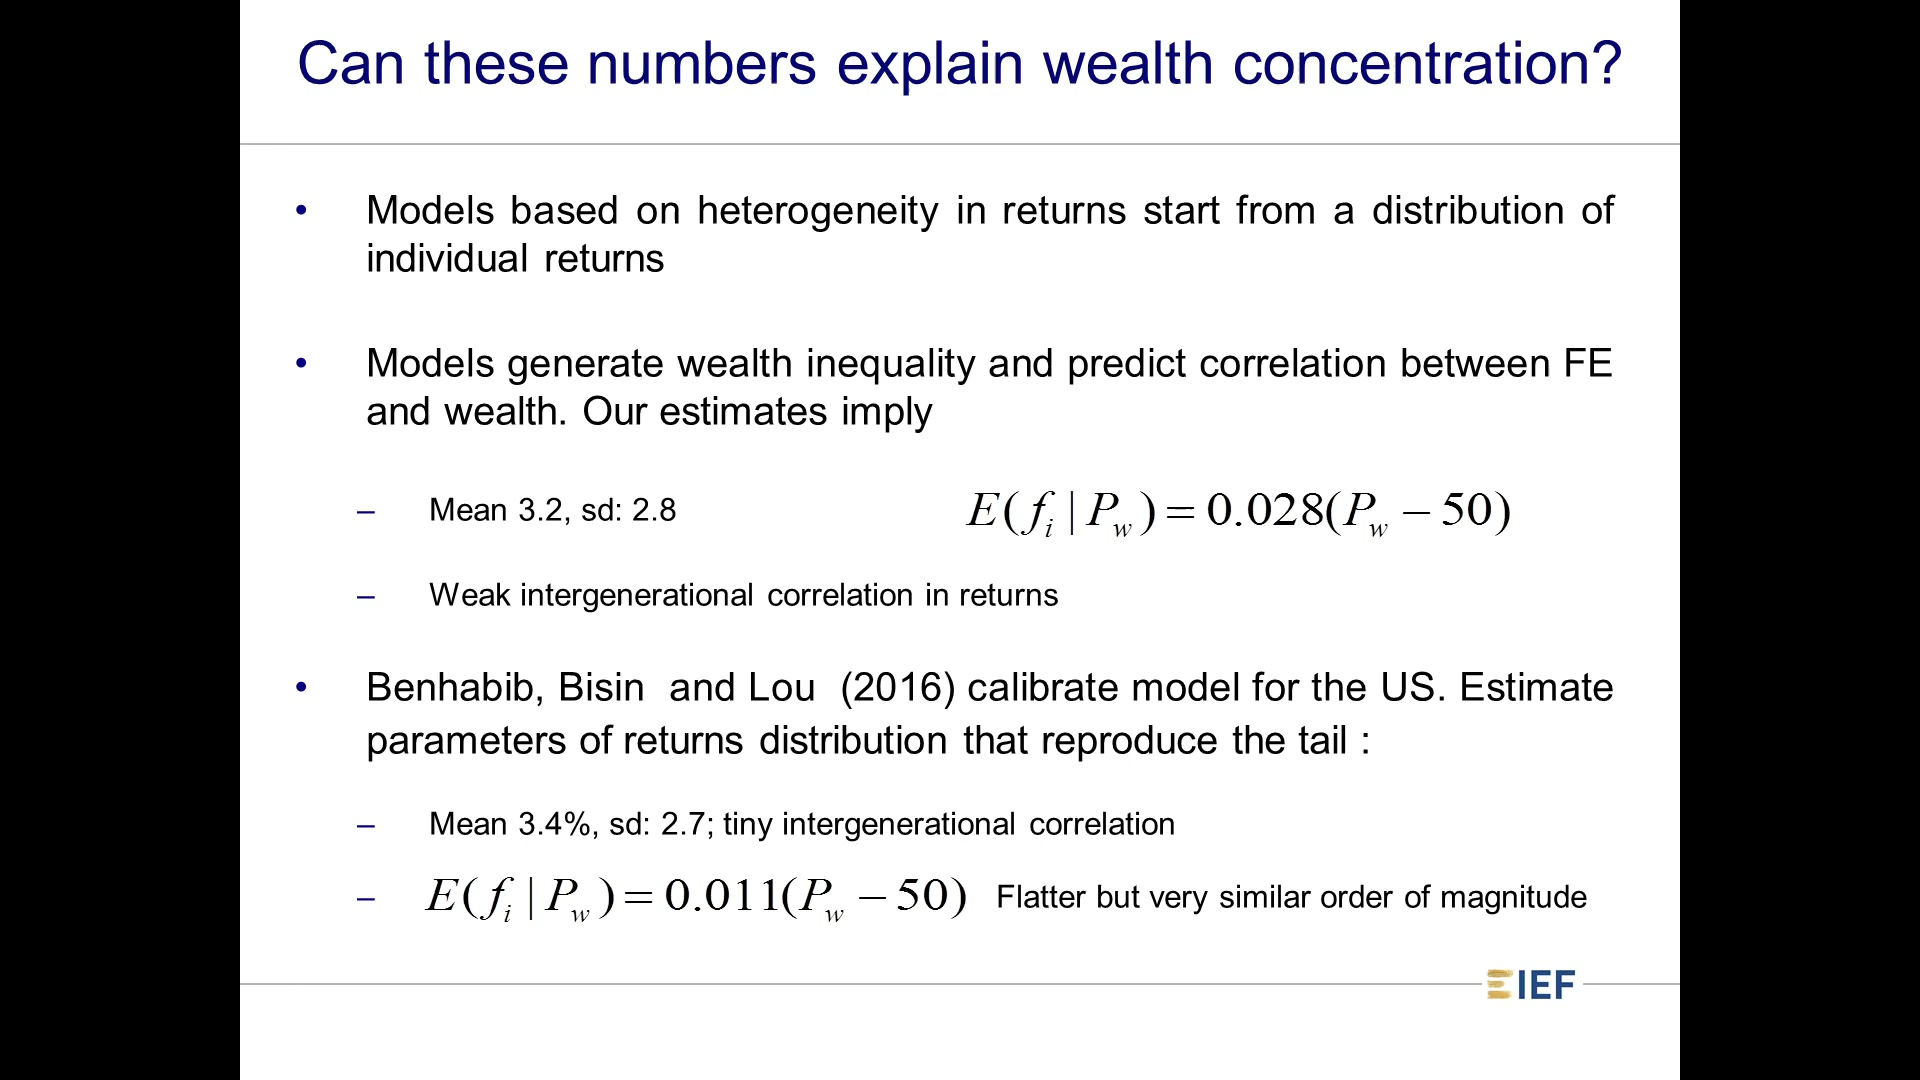 Can these numbers explain wealth concentration?
• Models based on heterogeneity in returns start from a distribution of
individual returns
• Models generate wealth inequality and predict correlation between FE
and wealth. Our estimates imply
– Mean 3.2, sd: 2.8 E(f_i | P_w) = 0.028(P_w − 50)
– Weak intergenerational correlation in returns
• Benhabib, Bisin and Lou (2016) calibrate model for the US. Estimate
parameters of returns distribution that reproduce the tail :
– Mean 3.4%, sd: 2.7; tiny intergenerational correlation
– E(f_i | P_w) = 0.011(P_w − 50) Flatter but very similar order of magnitude
EIEF